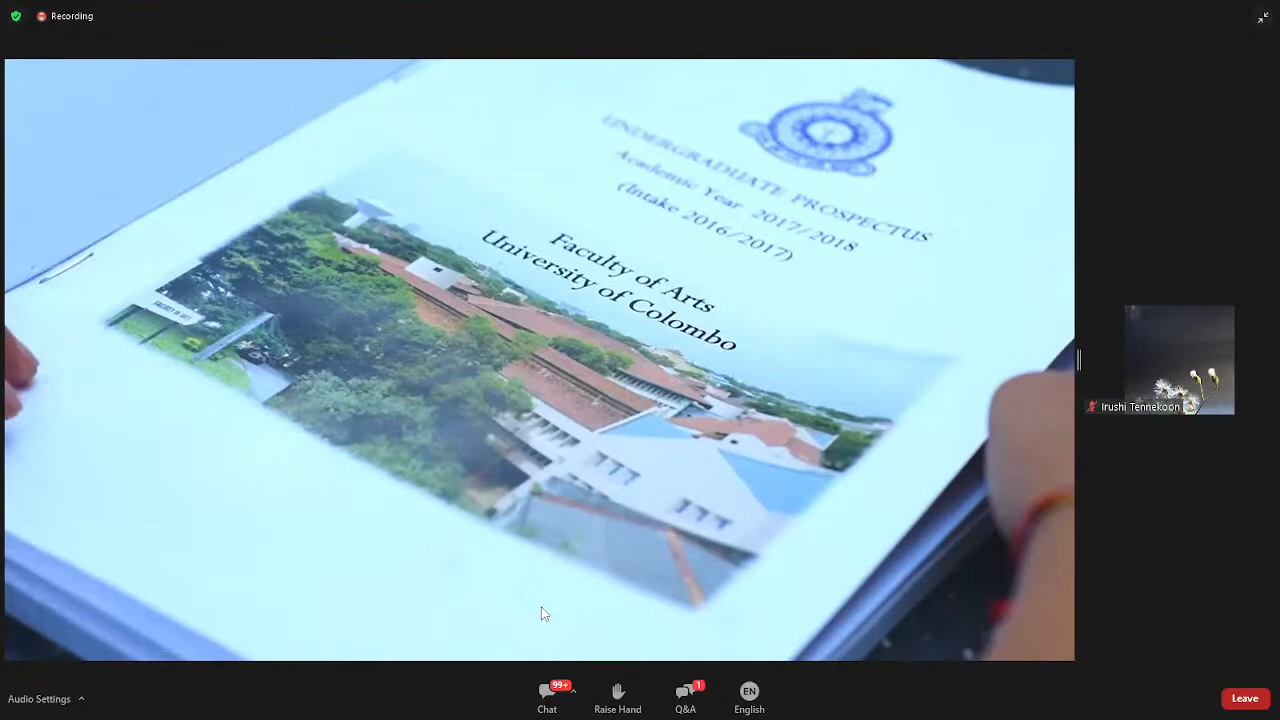 Recording
UNDERGRADUATE PROSPECTUS
Academic Year 2017/2018
(Intake 2016/2017)
Faculty of Arts
University of Colombo
Irushi Tennekoon
Audio Settings
99+
Chat
Raise Hand
1
Q&A
EN
English
Leave